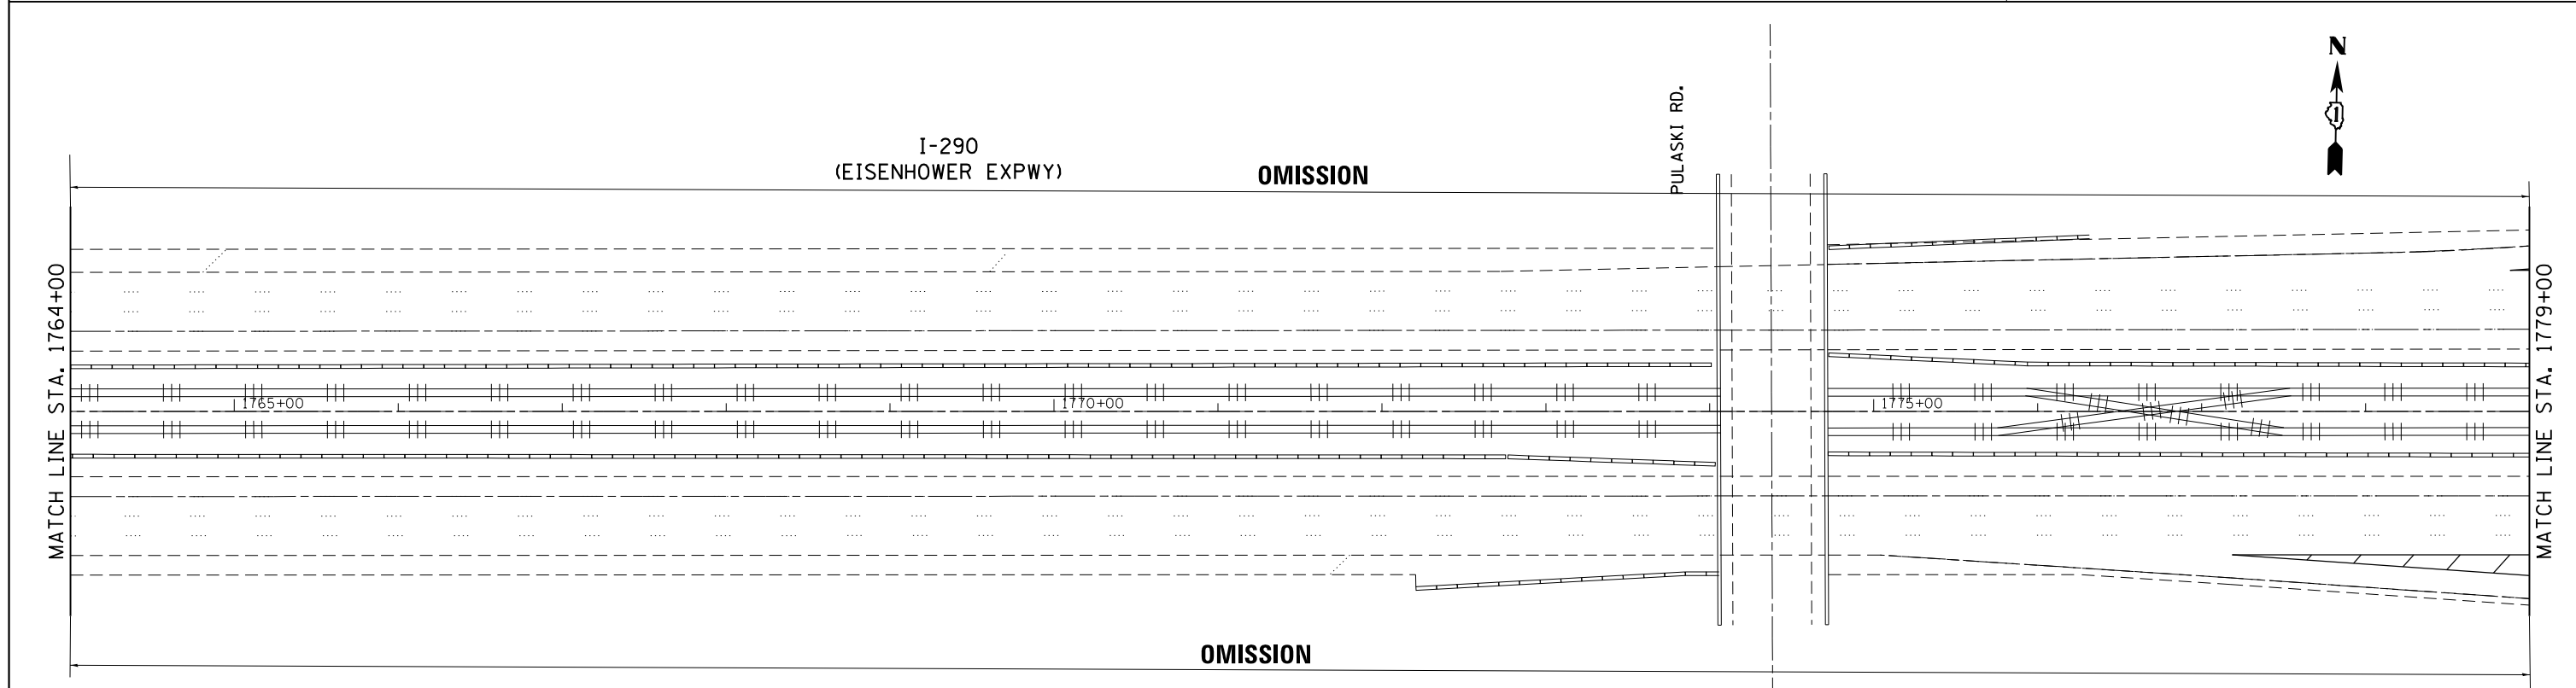 N
1
I-290
(EISENHOWER EXPWY)
OMISSION
PULASKI RD.
MATCH LINE STA. 1764+00
1765+00
1770+00
1775+00
MATCH LINE STA. 1779+00
OMISSION